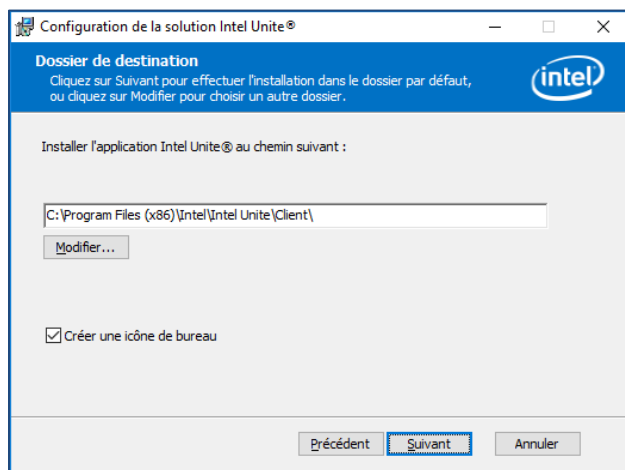 Configuration de la solution Intel Unite®
Dossier de destination
Cliquez sur Suivant pour effectuer l'installation dans le dossier par défaut,
ou cliquez sur Modifier pour choisir un autre dossier.
intel
Installer l'application Intel Unite® au chemin suivant :
C:\Program Files (x86)\Intel\Intel Unite\Client\
Modifier...
Créer une icône de bureau
Précédent
Suivant
Annuler